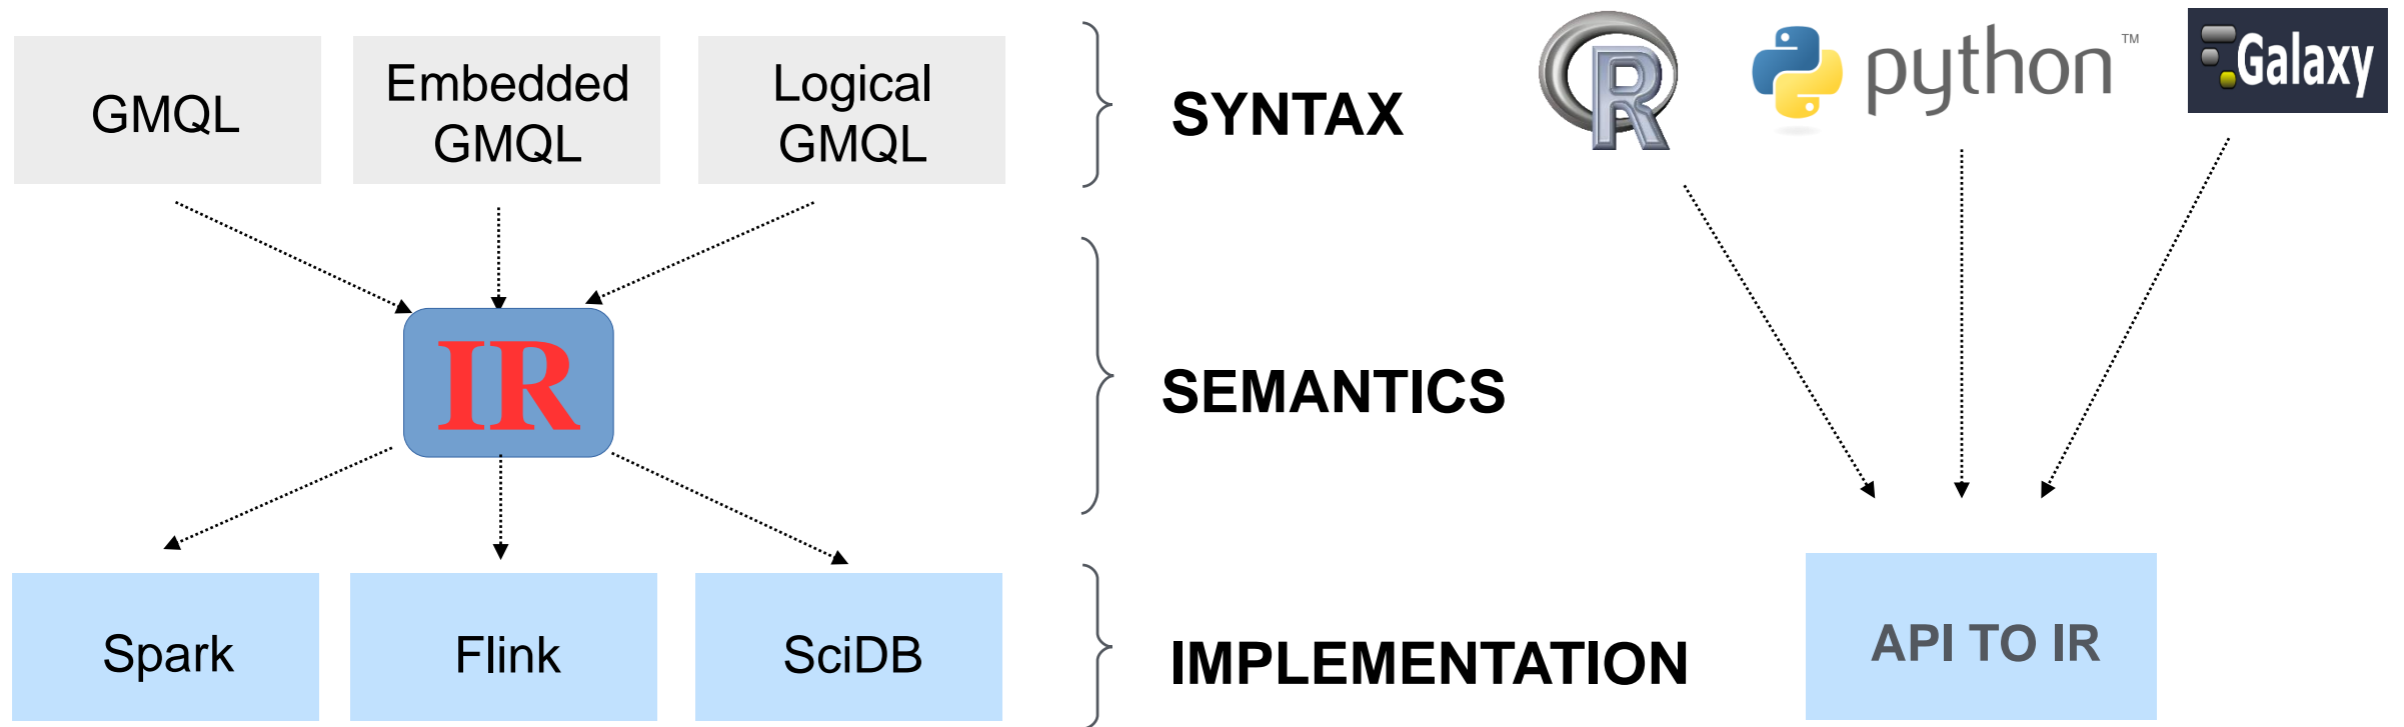 GMQL
Embedded
GMQL
Logical
GMQL
SYNTAX
R
python™
Galaxy
IR
SEMANTICS
Spark
Flink
SciDB
IMPLEMENTATION
API TO IR